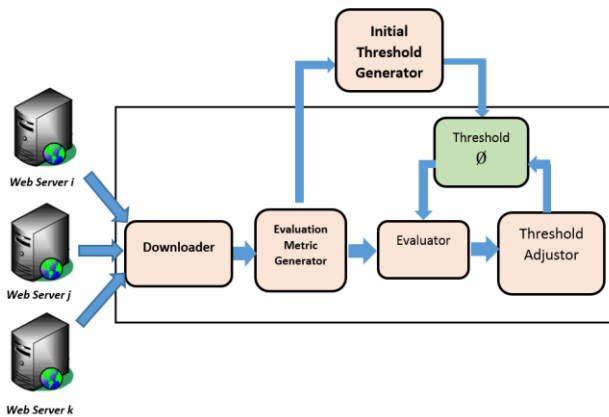 Initial
Threshold
Generator
Web Server i
Threshold
Ø
Web Server j
Downloader
Evaluation
Metric
Generator
Evaluator
Threshold
Adjustor
Web Server k